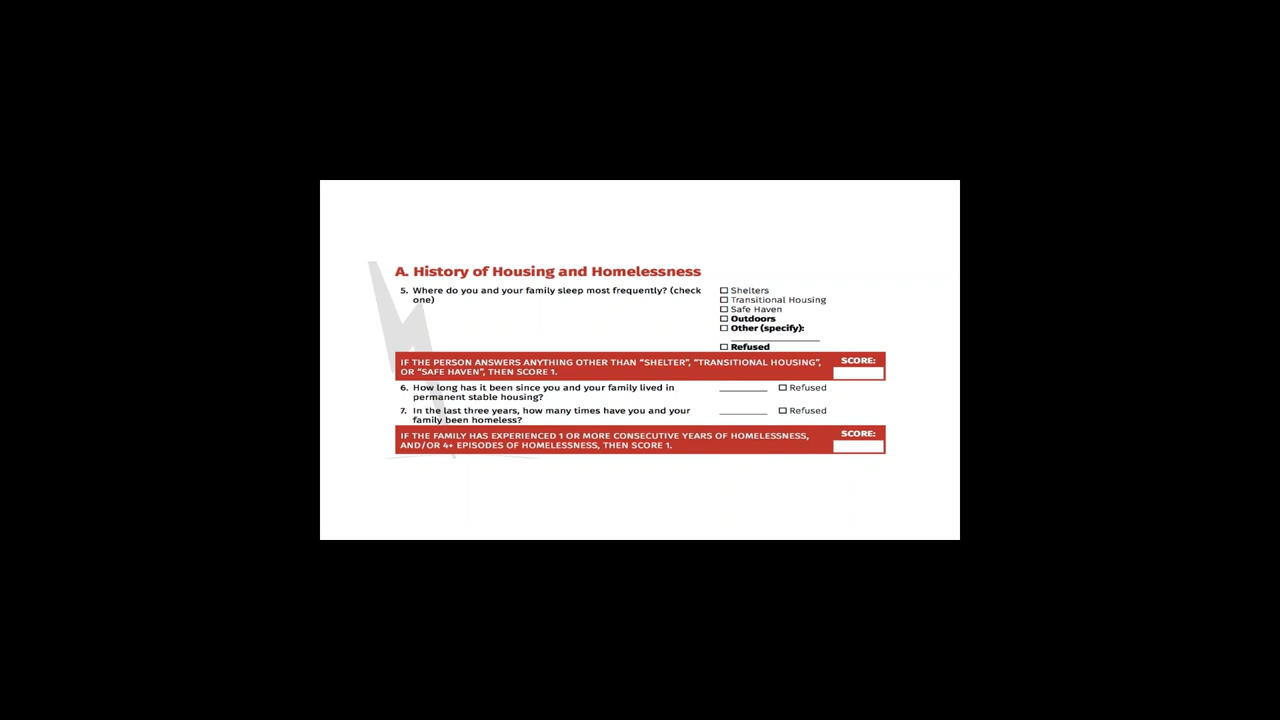 A. History of Housing and Homelessness
5. Where do you and your family sleep most frequently? (check
one)
☐ Shelters
☐ Transitional Housing
☐ Safe Haven
☐ Outdoors
☐ Other (specify):
☐ Refused
IF THE PERSON ANSWERS ANYTHING OTHER THAN “SHELTER”, “TRANSITIONAL HOUSING”,
OR “SAFE HAVEN”, THEN SCORE 1.
SCORE:
6. How long has it been since you and your family lived in
permanent stable housing?
________ ☐ Refused
7. In the last three years, how many times have you and your
family been homeless?
________ ☐ Refused
IF THE FAMILY HAS EXPERIENCED 1 OR MORE CONSECUTIVE YEARS OF HOMELESSNESS,
AND/OR 4+ EPISODES OF HOMELESSNESS, THEN SCORE 1.
SCORE: